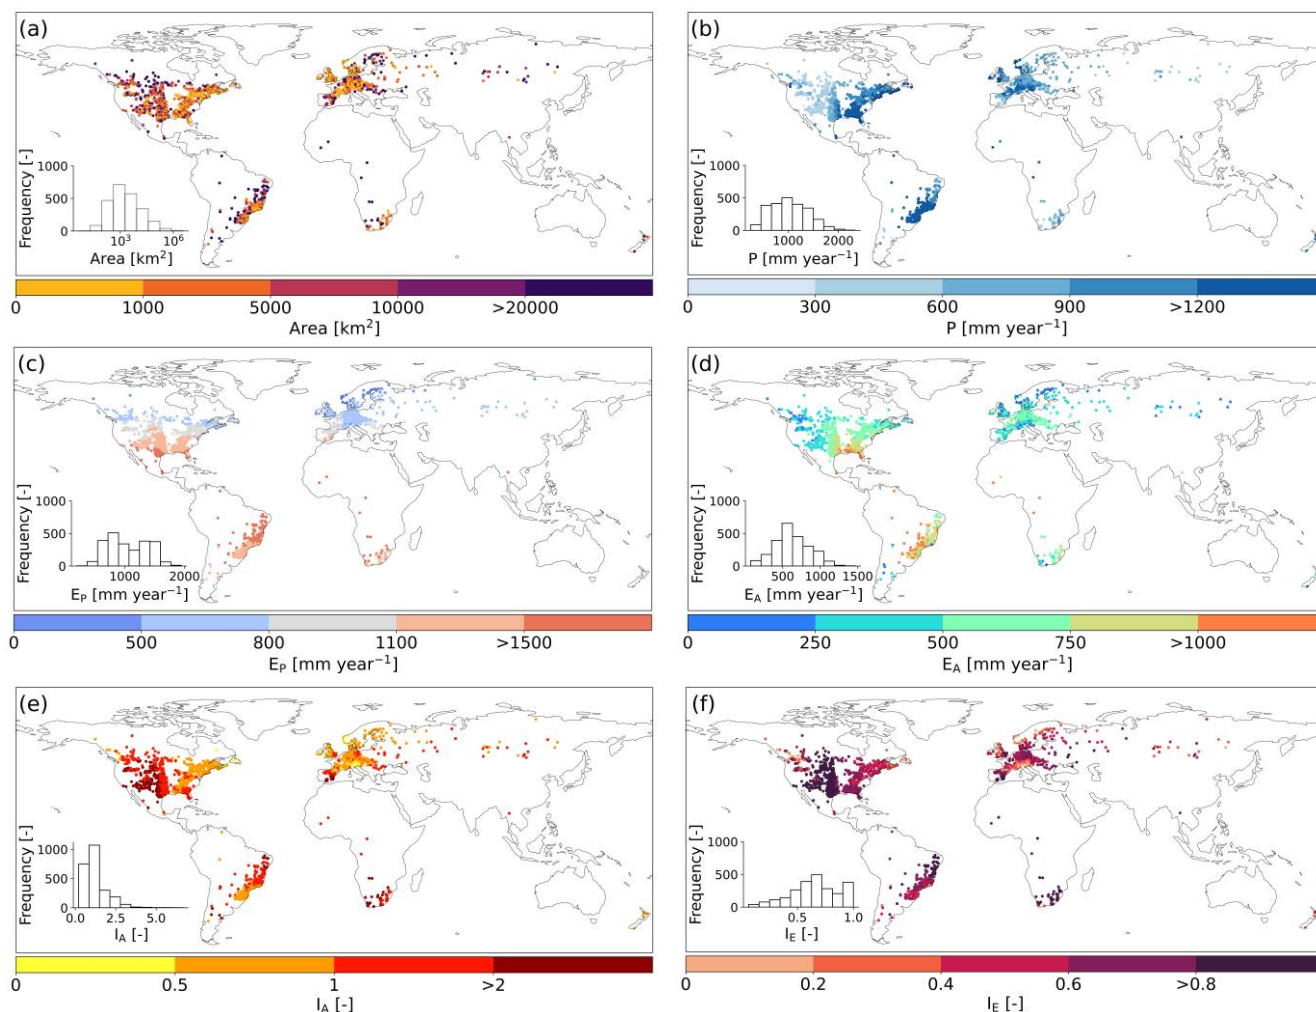 (a)
Frequency [-]
1000
500
0
10³
10⁶
Area [km²]
0
1000
5000
10000
>20000
Area [km²]
(b)
Frequency [-]
1000
500
0
1000
2000
P [mm year⁻¹]
0
300
600
900
>1200
P [mm year⁻¹]
(c)
Frequency [-]
1000
500
0
1000
2000
E_P [mm year⁻¹]
0
500
800
1100
>1500
E_P [mm year⁻¹]
(d)
Frequency [-]
1000
500
0
500
1000
1500
E_A [mm year⁻¹]
0
250
500
750
>1000
E_A [mm year⁻¹]
(e)
Frequency [-]
1000
500
0
0.0
2.5
5.0
I_A [-]
0
0.5
1
>2
I_A [-]
(f)
Frequency [-]
1000
500
0
0.5
1.0
I_E [-]
0
0.2
0.4
0.6
>0.8
I_E [-]